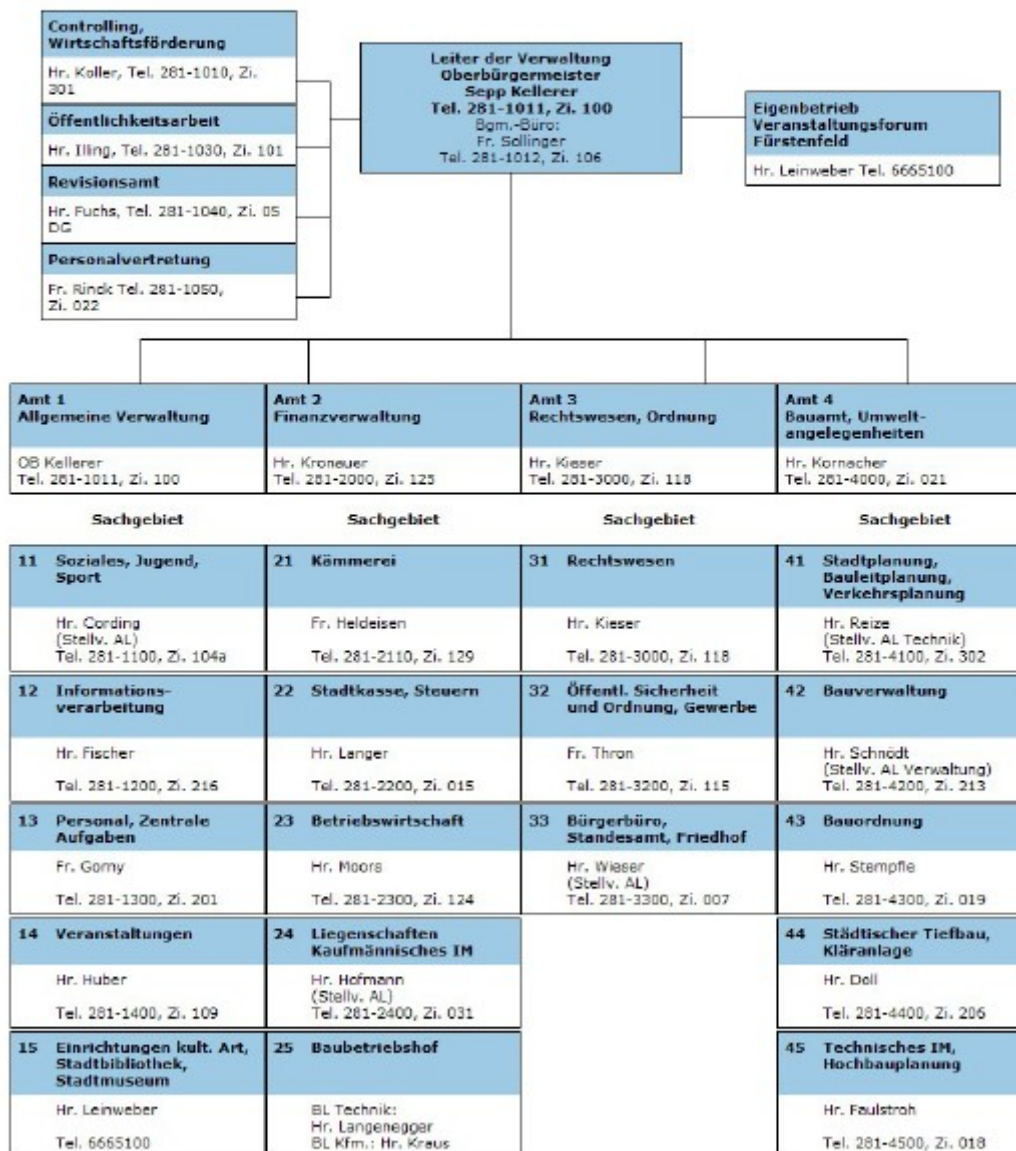 Controlling,
Wirtschaftsförderung
Hr. Koller, Tel. 281-1010, Zi.
301
Öffentlichkeitsarbeit
Hr. Illing, Tel. 281-1030, Zi. 101
Revisionsamt
Hr. Fuchs, Tel. 281-1040, Zi. 05
DG
Personalvertretung
Fr. Rinck Tel. 281-1050,
Zi. 022
Leiter der Verwaltung
Oberbürgermeister
Sepp Kellerer
Tel. 281-1011, Zi. 100
Bgm.-Büro:
Fr. Sollinger
Tel. 281-1012, Zi. 106
Eigenbetrieb
Veranstaltungsforum
Fürstenfeld
Hr. Leinweber Tel. 6665100
Amt 1
Allgemeine Verwaltung
OB Kellerer
Tel. 281-1011, Zi. 100
Amt 2
Finanzverwaltung
Hr. Kronauer
Tel. 281-2000, Zi. 125
Amt 3
Rechtswesen, Ordnung
Hr. Kieser
Tel. 281-3000, Zi. 118
Amt 4
Bauamt, Umwelt-
angelegenheiten
Hr. Kornacher
Tel. 281-4000, Zi. 021
Sachgebiet
Sachgebiet
Sachgebiet
Sachgebiet
11 Soziales, Jugend,
Sport
Hr. Cording
(Stellv. AL)
Tel. 281-1100, Zi. 104a
21 Kämmerei
Fr. Heldeisen
Tel. 281-2110, Zi. 129
31 Rechtswesen
Hr. Kieser
Tel. 281-3000, Zi. 118
41 Stadtplanung,
Bauleitplanung,
Verkehrsplanung
Hr. Reize
(Stellv. AL Technik)
Tel. 281-4100, Zi. 302
12 Informations-
verarbeitung
Hr. Fischer
Tel. 281-1200, Zi. 216
22 Stadtkasse, Steuern
Hr. Langer
Tel. 281-2200, Zi. 015
32 Öffentl. Sicherheit
und Ordnung, Gewerbe
Fr. Thron
Tel. 281-3200, Zi. 115
42 Bauverwaltung
Hr. Schnödt
(Stellv. AL Verwaltung)
Tel. 281-4200, Zi. 213
13 Personal, Zentrale
Aufgaben
Fr. Gorny
Tel. 281-1300, Zi. 201
23 Betriebswirtschaft
Hr. Moors
Tel. 281-2300, Zi. 124
33 Bürgerbüro,
Standesamt, Friedhof
Hr. Wieser
(Stellv. AL)
Tel. 281-3300, Zi. 007
43 Bauordnung
Hr. Stempfle
Tel. 281-4300, Zi. 019
14 Veranstaltungen
Hr. Huber
Tel. 281-1400, Zi. 109
24 Liegenschaften
Kaufmännisches IM
Hr. Hofmann
(Stellv. AL)
Tel. 281-2400, Zi. 031
44 Städtischer Tiefbau,
Kläranlage
Hr. Doll
Tel. 281-4400, Zi. 206
15 Einrichtungen kult. Art,
Stadtbibliothek,
Stadtmuseum
Hr. Leinweber
Tel. 6665100
25 Baubetriebshof
BL Technik:
Hr. Langenegger
BL Kfm.: Hr. Kraus
45 Technisches IM,
Hochbauplanung
Hr. Faulstroh
Tel. 281-4500, Zi. 018